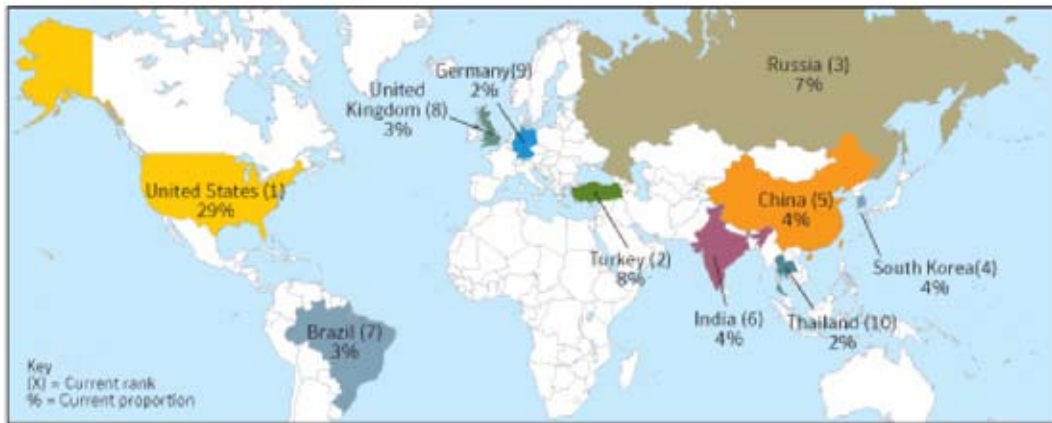 Russia (3)
7%
Germany(9)
2%
United
Kingdom (8)
3%
United States (1)
29%
China (5)
4%
Turkey (2)
8%
South Korea(4)
4%
India (6)
4%
Thailand (10)
2%
Brazil (7)
3%
Key
(X) = Current rank
% = Current proportion